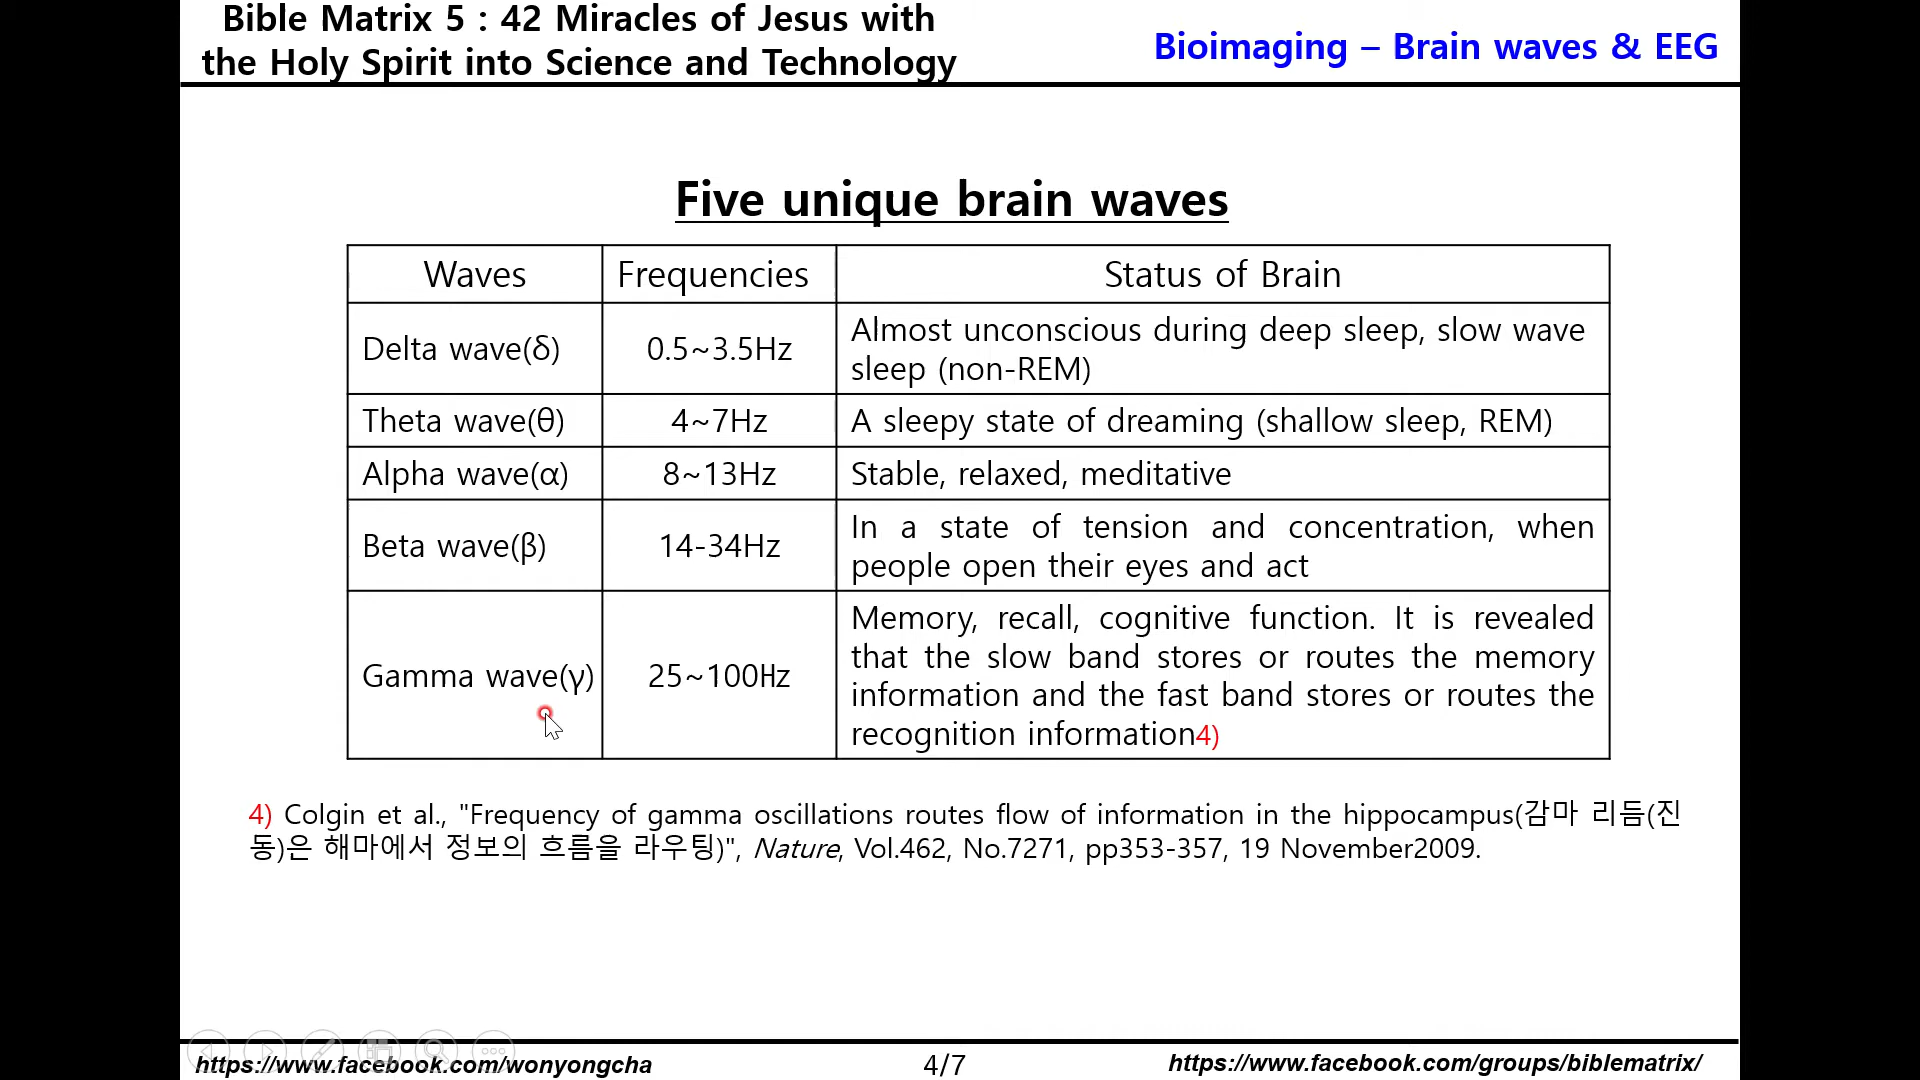 Bible Matrix 5 : 42 Miracles of Jesus with
the Holy Spirit into Science and Technology
Bioimaging – Brain waves & EEG
Five unique brain waves
Waves Frequencies Status of Brain
Delta wave(δ) 0.5~3.5Hz Almost unconscious during deep sleep, slow wave
sleep (non-REM)
Theta wave(θ) 4~7Hz A sleepy state of dreaming (shallow sleep, REM)
Alpha wave(α) 8~13Hz Stable, relaxed, meditative
Beta wave(β) 14-34Hz In a state of tension and concentration, when
people open their eyes and act
Gamma wave(γ) 25~100Hz Memory, recall, cognitive function. It is revealed
that the slow band stores or routes the memory
information and the fast band stores or routes the
recognition information4)
4) Colgin et al., "Frequency of gamma oscillations routes flow of information in the hippocampus(감마 리듬(진
동)은 해마에서 정보의 흐름을 라우팅)", Nature, Vol.462, No.7271, pp353-357, 19 November2009.
https://www.facebook.com/wonyongcha
4/7
https://www.facebook.com/groups/biblematrix/